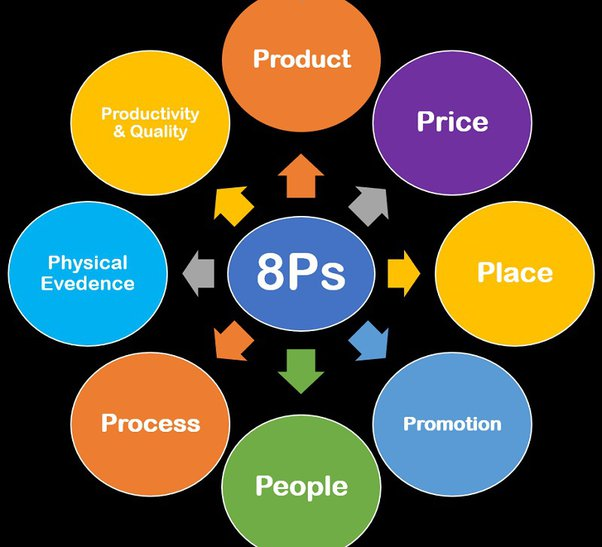 Product
Price
Place
Promotion
People
Process
Physical
Evedence
Productivity
& Quality
8Ps